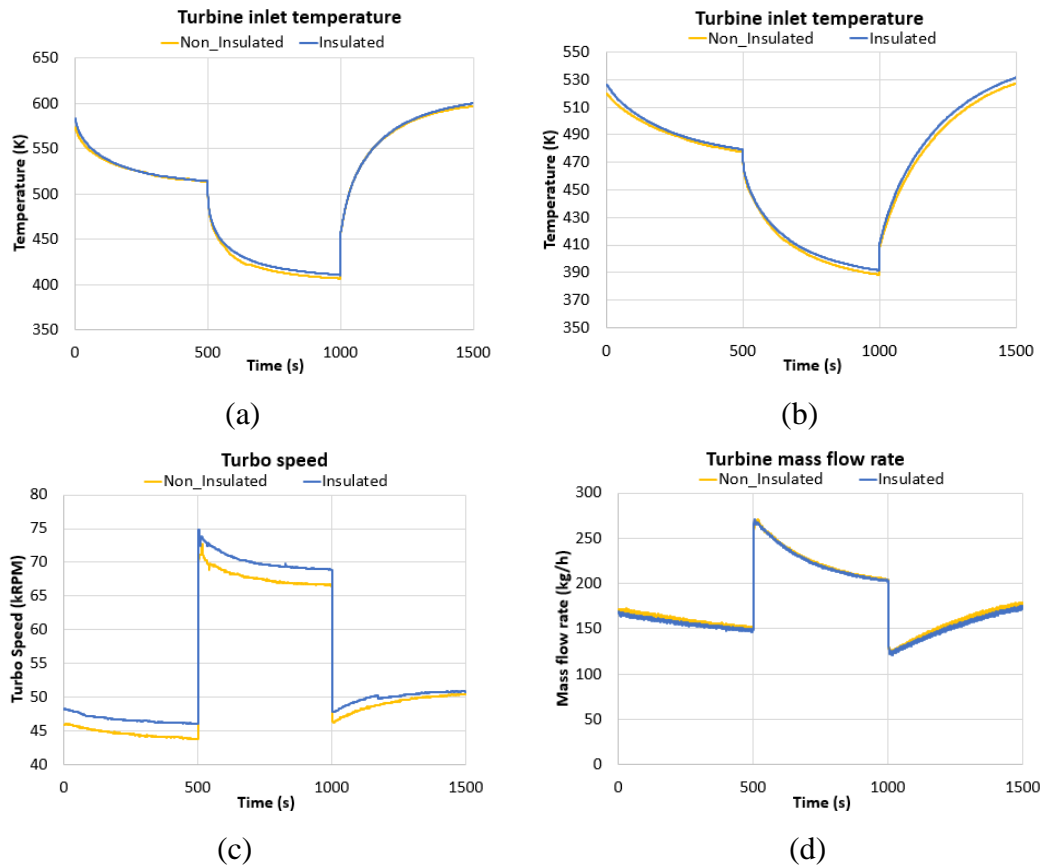 Turbine inlet temperature
Non_Insulated Insulated
650
600
550
500
450
400
350
Temperature (K)
0 500 1000 1500
Time (s)
(a)
Turbine inlet temperature
Non_Insulated Insulated
550
530
510
490
470
450
430
410
390
370
350
Temperature (K)
0 500 1000 1500
Time (s)
(b)
Turbo speed
Non_Insulated Insulated
80
75
70
65
60
55
50
45
40
Turbo Speed (kRPM)
0 500 1000 1500
Time (s)
(c)
Turbine mass flow rate
Non_Insulated Insulated
300
250
200
150
100
50
0
Mass flow rate (kg/h)
0 500 1000 1500
Time (s)
(d)